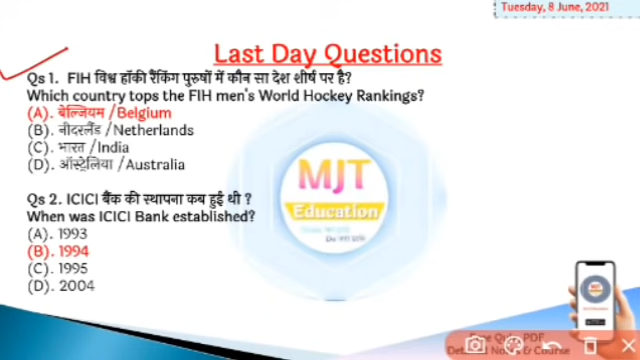 Tuesday, 8 June, 2021
Last Day Questions
Qs 1. FIH विश्व हॉकी रैंकिंग पुरुषों में कौन सा देश शीर्ष पर है?
Which country tops the FIH men's World Hockey Rankings?
(A). बेल्जियम /Belgium
(B). नीदरलैंड /Netherlands
(C). भारत /India
(D). ऑस्ट्रेलिया /Australia
Qs 2. ICICI बैंक की स्थापना कब हुई थी ?
When was ICICI Bank established?
(A). 1993
(B). 1994
(C). 1995
(D). 2004
MJT
Education
MJT
& Course